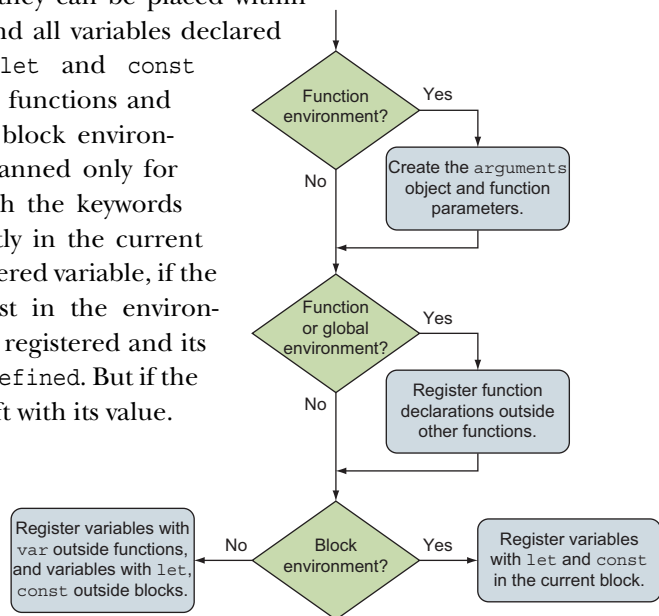 they can be placed within
nd all variables declared
let and const
functions and
block environ-
anned only for
h the keywords
tly in the current
ered variable, if the
st in the environ-
registered and its
efined. But if the
ft with its value.
Function
environment?
Yes
No
Create the arguments
object and function
parameters.
Function
or global
environment?
Yes
No
Register function
declarations outside
other functions.
Block
environment?
No
Yes
Register variables with
var outside functions,
and variables with let,
const outside blocks.
Register variables
with let and const
in the current block.